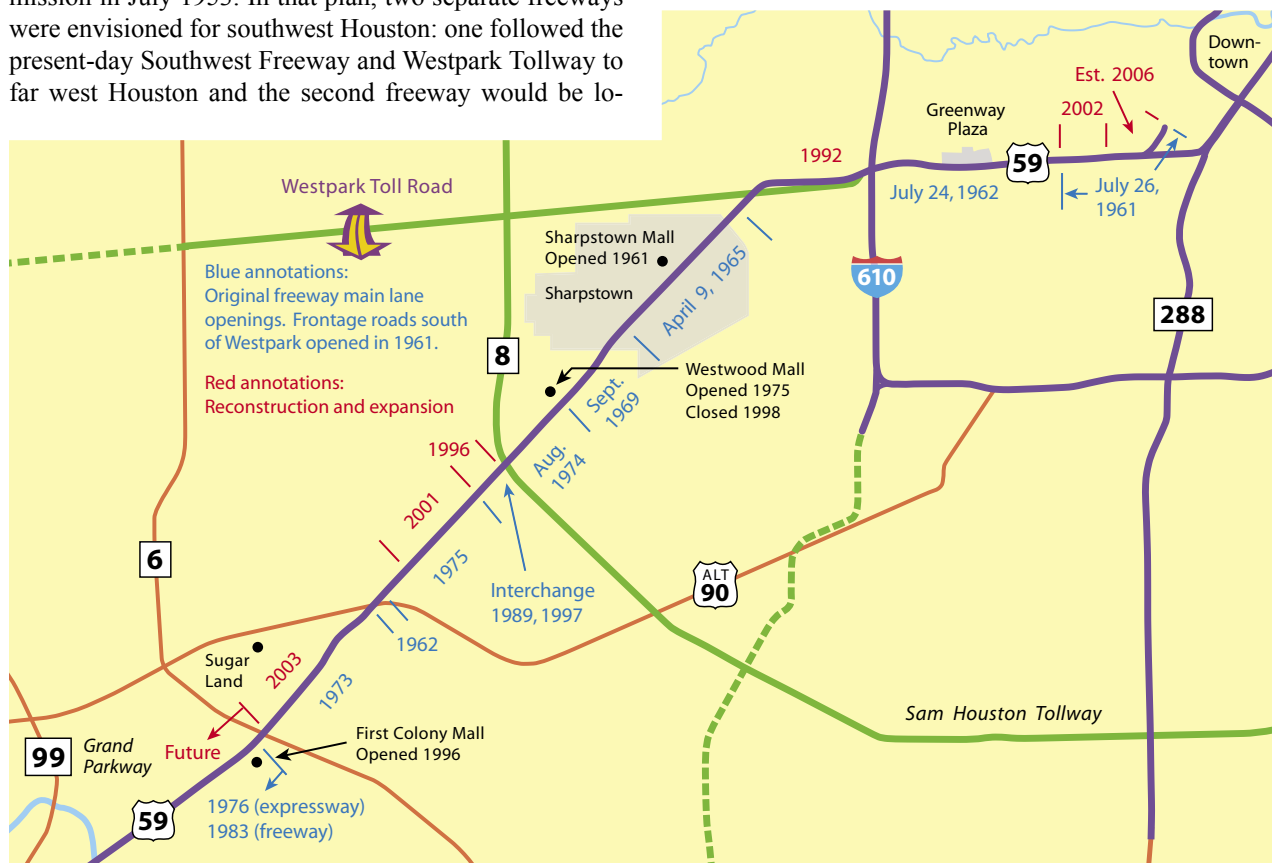 mission in July 1953. In that plan, two separate freeways
were envisioned for southwest Houston: one followed the
present-day Southwest Freeway and Westpark Tollway to
far west Houston and the second freeway would be lo-
Down-
town
Est. 2006
2002
Greenway
Plaza
59
1992
July 24, 1962
July 26,
1961
Westpark Toll Road
Sharpstown Mall
Opened 1961
Sharpstown
April 9, 1965
610
288
Blue annotations:
Original freeway main lane
openings. Frontage roads south
of Westpark opened in 1961.
Red annotations:
Reconstruction and expansion
8
Westwood Mall
Opened 1975
Closed 1998
Sept.
1969
Aug.
1974
1996
2001
1975
Interchange
1989, 1997
6
ALT
90
1962
Sugar
Land
2003
1973
Sam Houston Tollway
99
Grand
Parkway
Future
First Colony Mall
Opened 1996
59
1976 (expressway)
1983 (freeway)